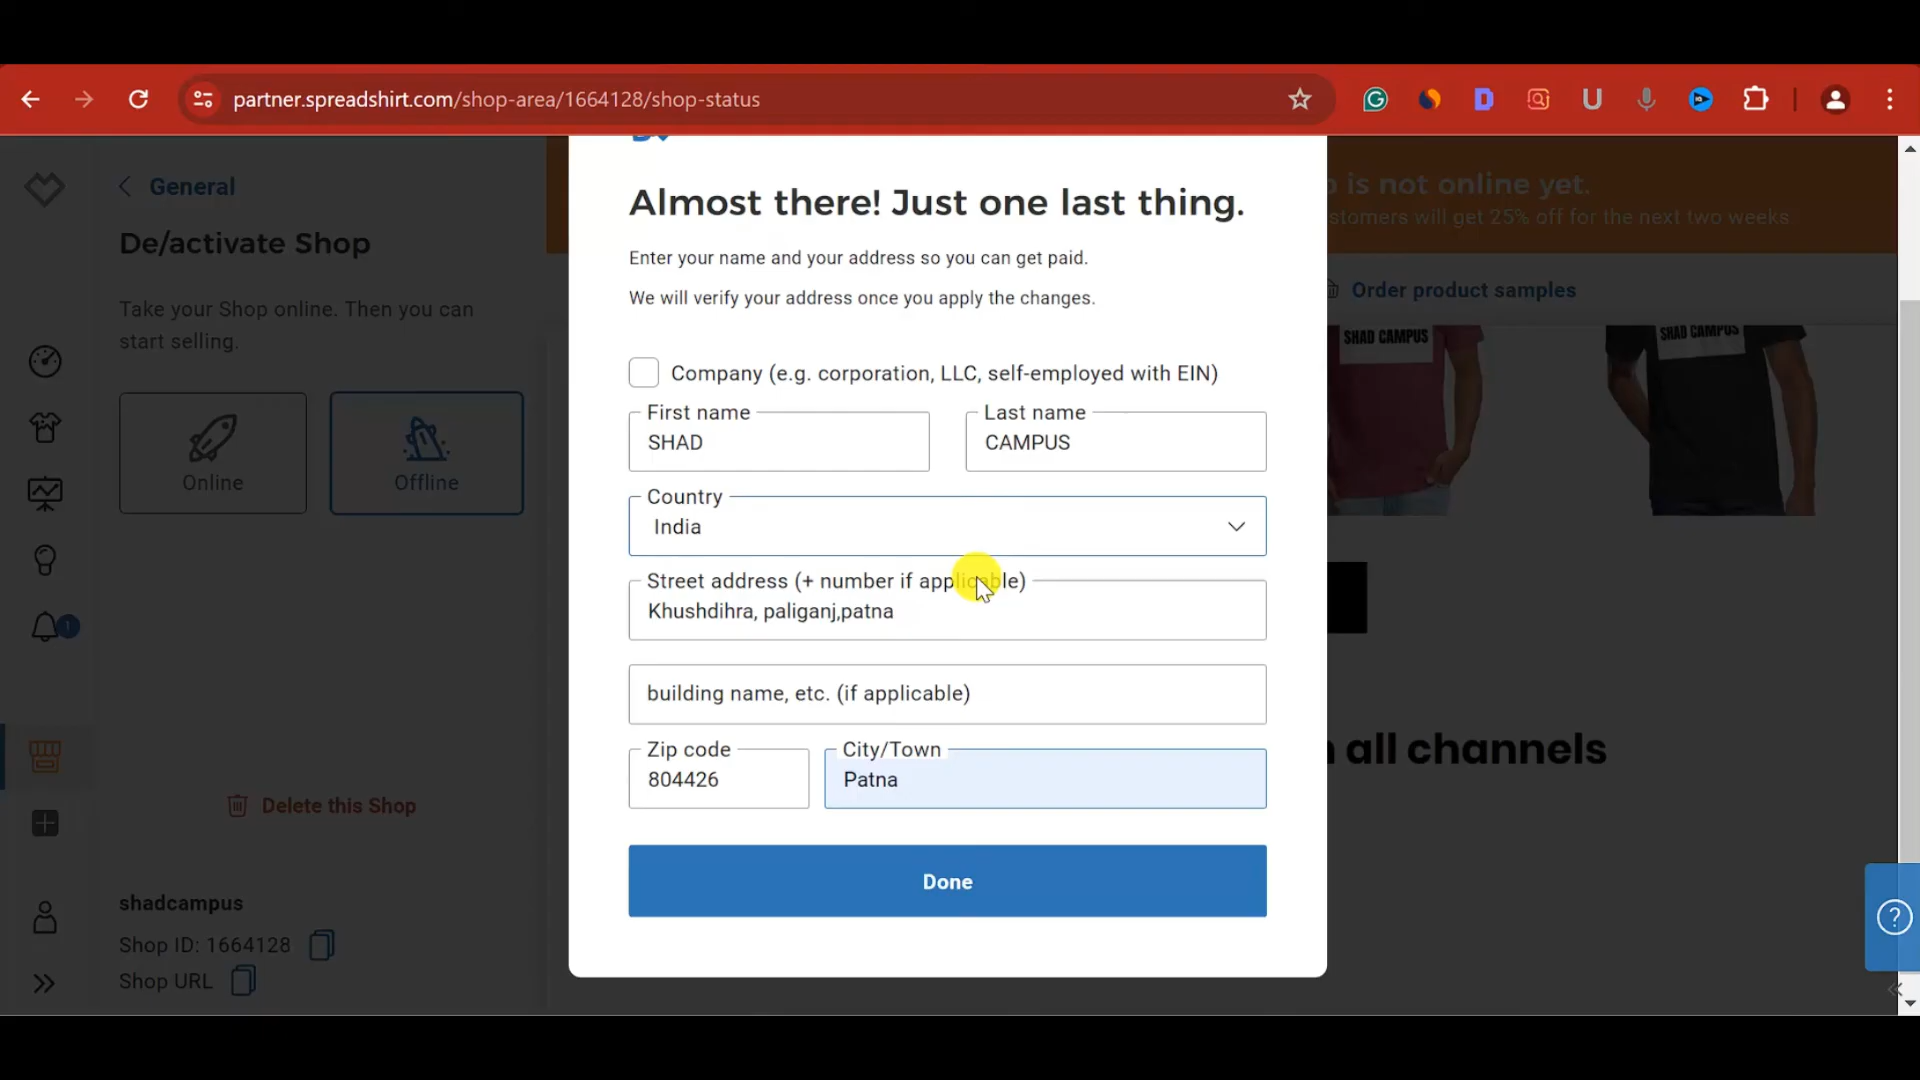 partner.spreadshirt.com/shop-area/1664128/shop-status
General
De/activate Shop
Take your Shop online. Then you can
start selling.
Online
Offline
1
Delete this Shop
shadcampus
Shop ID: 1664128
Shop URL
Almost there! Just one last thing.
Enter your name and your address so you can get paid.
We will verify your address once you apply the changes.
Company (e.g. corporation, LLC, self-employed with EIN)
First name
SHAD
Last name
CAMPUS
Country
India
Street address (+ number if applicable)
Khushdihra, paliganj,patna
building name, etc. (if applicable)
Zip code
804426
City/Town
Patna
Done
is not online yet.
stomers will get 25% off for the next two weeks
Order product samples
SHAD CAMPUS
SHAD CAMPUS
all channels